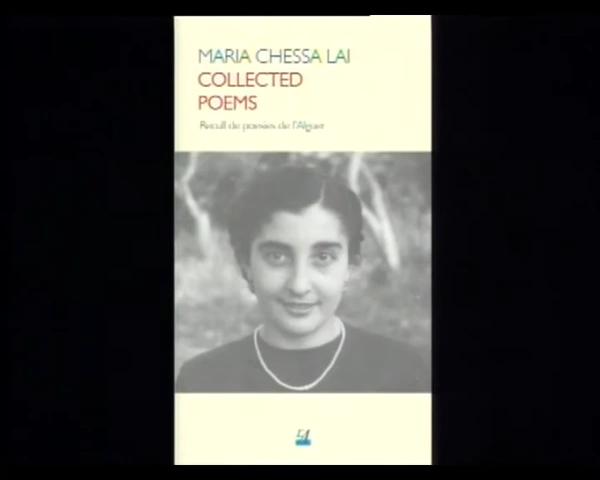 MARIA CHESSA LAI
COLLECTED
POEMS
Recull de poesies de l'Alguer